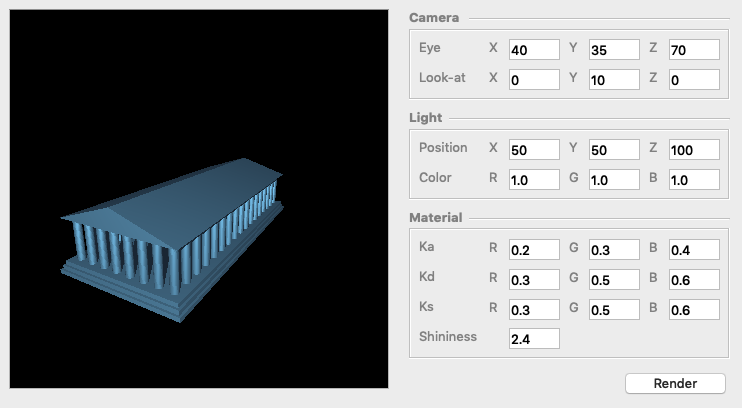 Camera
Eye X 40 Y 35 Z 70
Look-at X 0 Y 10 Z 0
Light
Position X 50 Y 50 Z 100
Color R 1.0 G 1.0 B 1.0
Material
Ka R 0.2 G 0.3 B 0.4
Kd R 0.3 G 0.5 B 0.6
Ks R 0.3 G 0.5 B 0.6
Shininess 2.4
Render